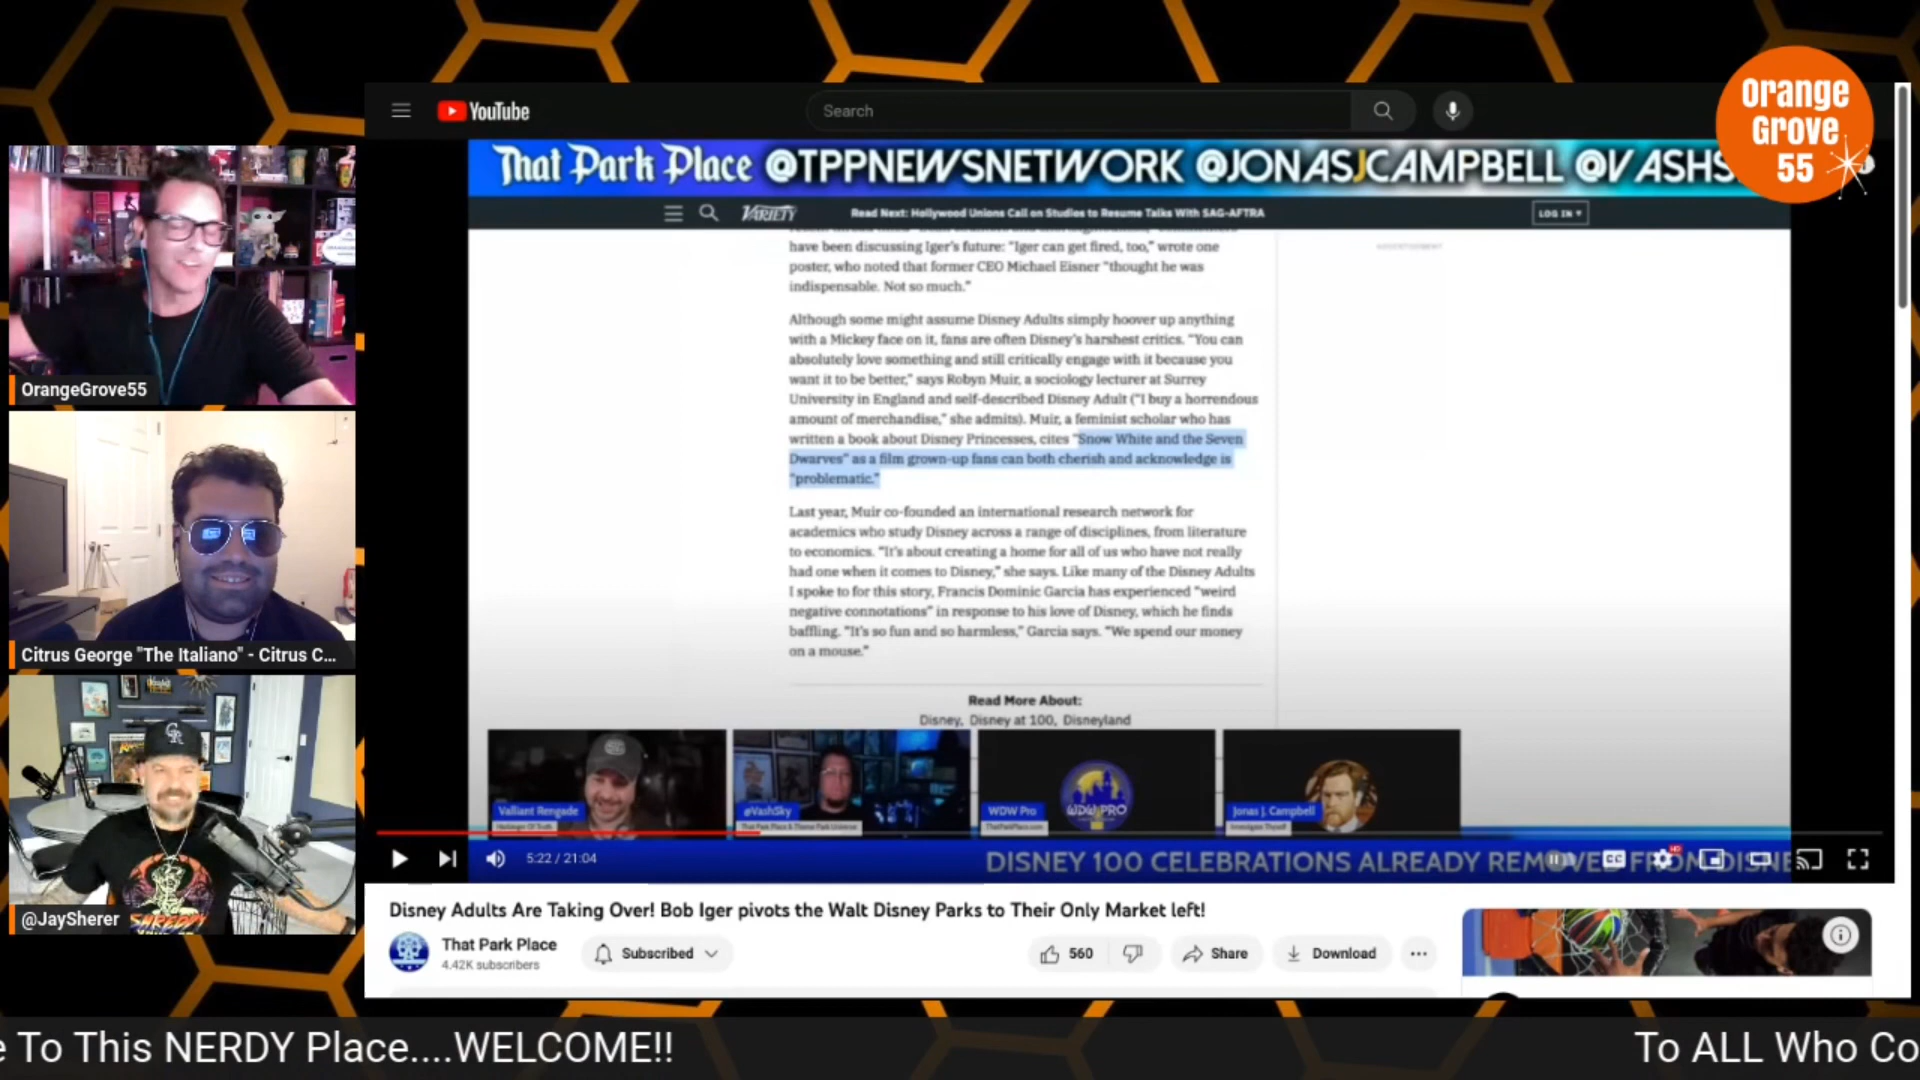 YouTube
Search
Orange
Grove
55
That Park Place @TPPNEWSNETWORK @JONASJCAMPBELL @VASHS
VARIETY
Read Next: Hollywood Unions Call on Studios to Resume Talks With SAG-AFTRA
LOG IN
ADVERTISEMENT
have been discussing Iger's future: "Iger can get fired, too," wrote one
poster, who noted that former CEO Michael Eisner "thought he was
indispensable. Not so much."
Although some might assume Disney Adults simply hoover up anything
with a Mickey face on it, fans are often Disney's harshest critics. "You can
absolutely love something and still critically engage with it because you
want it to be better," says Robyn Muir, a sociology lecturer at Surrey
University in England and self-described Disney Adult ("I buy a horrendous
amount of merchandise," she admits). Muir, a feminist scholar who has
written a book about Disney Princesses, cites "Snow White and the Seven
Dwarves" as a film grown-up fans can both cherish and acknowledge is
"problematic."
Last year, Muir co-founded an international research network for
academics who study Disney across a range of disciplines, from literature
to economics. "It's about creating a home for all of us who have not really
had one when it comes to Disney," she says. Like many of the Disney Adults
I spoke to for this story, Francis Dominic Garcia has experienced "weird
negative connotations" in response to his love of Disney, which he finds
baffling. "It's so fun and so harmless," Garcia says. "We spend our money
on a mouse."
Read More About:
Disney, Disney at 100, Disneyland
OrangeGrove55
Citrus George "The Italiano" - Citrus C...
@JaySherer
Valliant Rengade
@VashSky
WDW Pro
WDW PRO
ThatParkPlace.com
Jonas J. Campbell
5:22 / 21:04
DISNEY 100 CELEBRATIONS ALREADY REMOVED FROM DISNE
CC
HD
Disney Adults Are Taking Over! Bob Iger pivots the Walt Disney Parks to Their Only Market left!
That Park Place
4.42K subscribers
Subscribed
560
Share
Download
e To This NERDY Place....WELCOME!!
To ALL Who Co